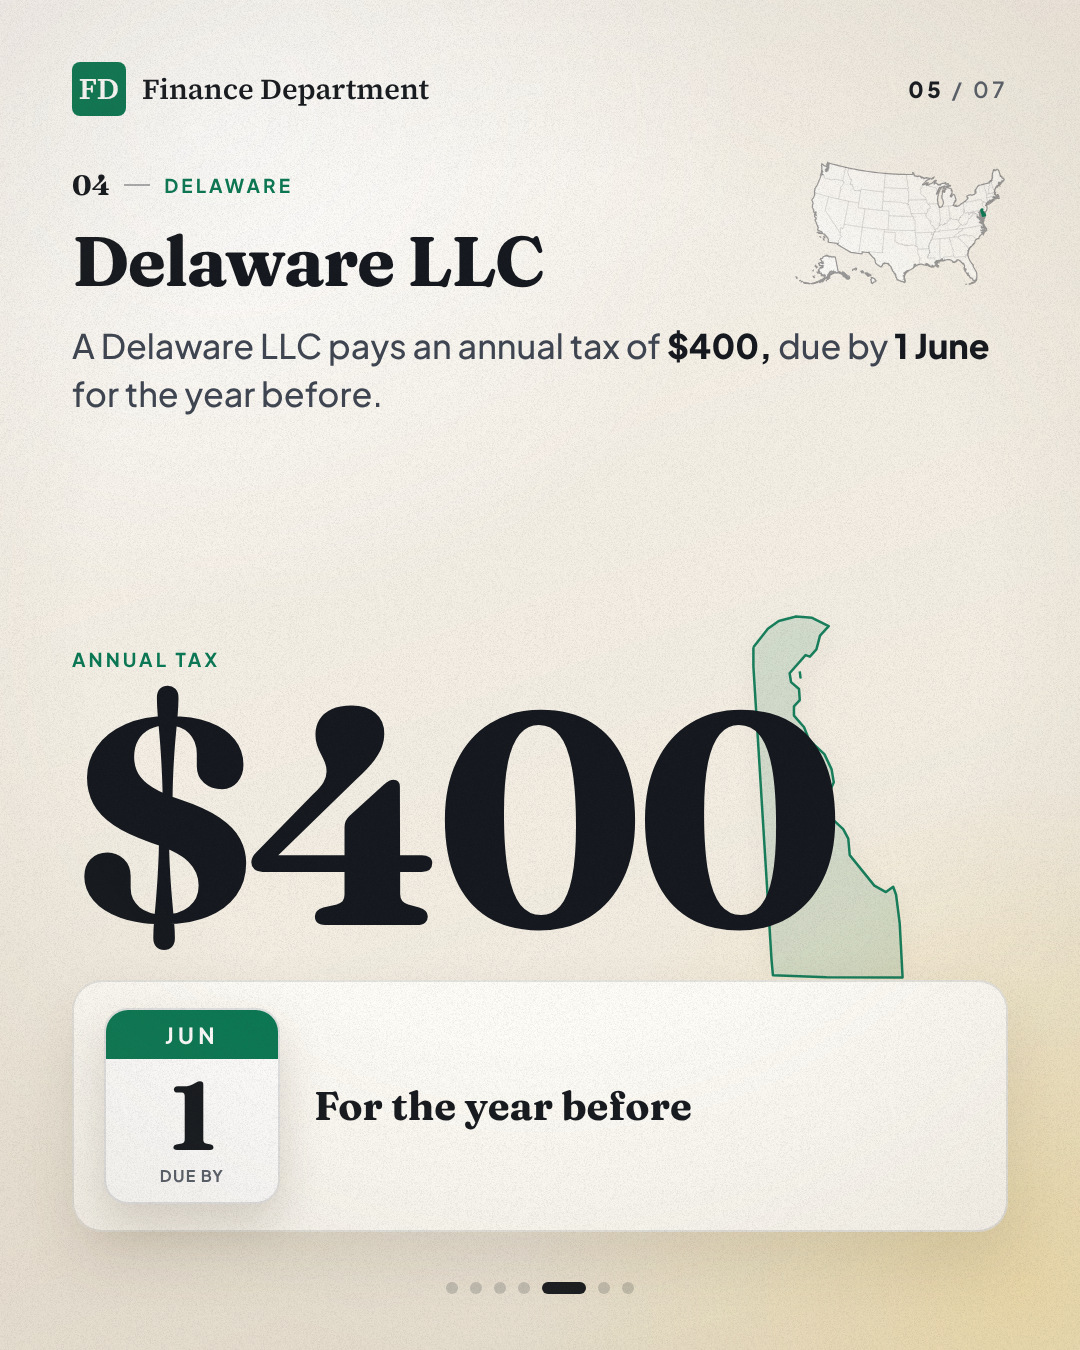 FD Finance Department
05 / 07
04 — DELAWARE
Delaware LLC
A Delaware LLC pays an annual tax of $400, due by 1 June
for the year before.
ANNUAL TAX
$400
JUN
1
DUE BY
For the year before